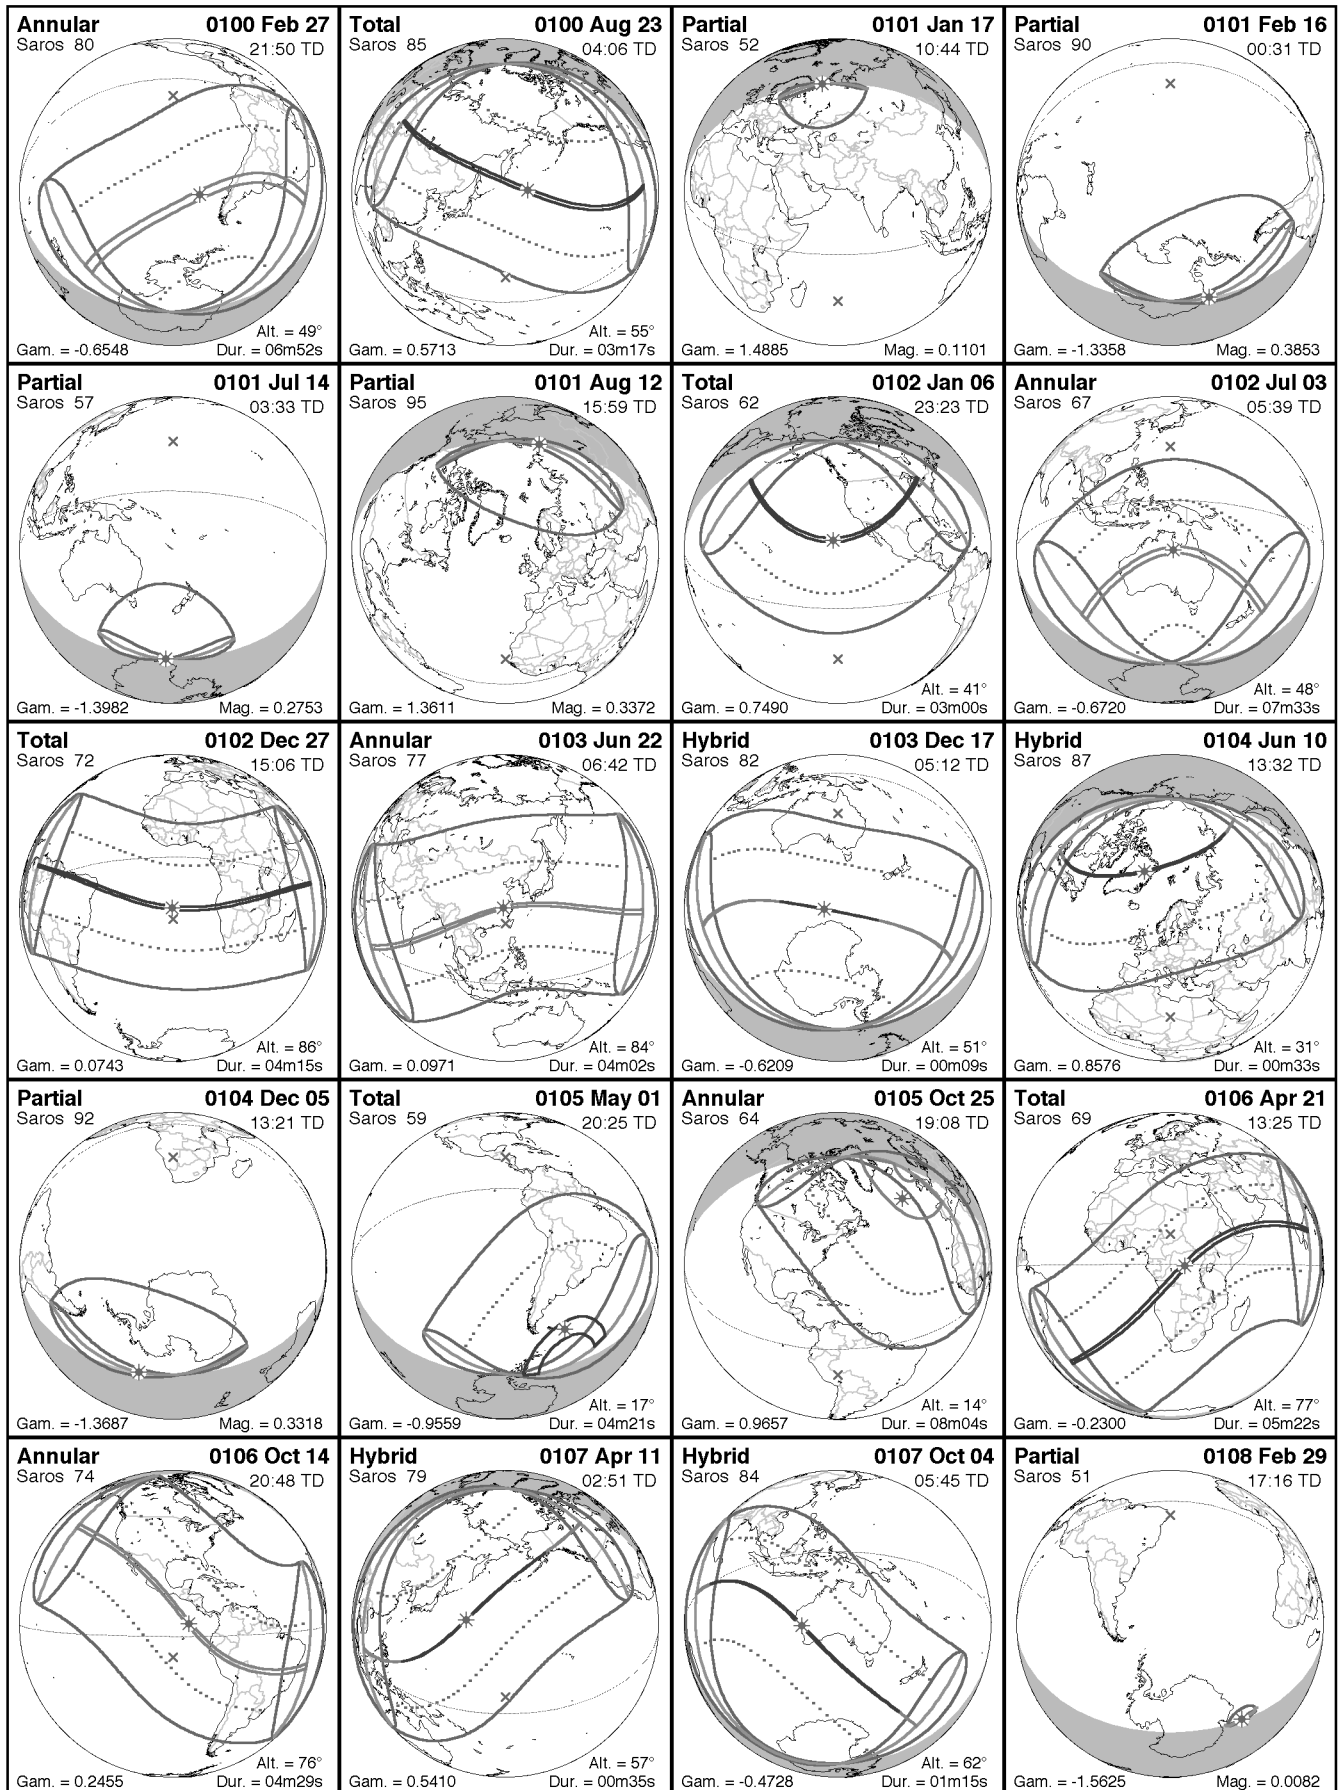 Annular 0100 Feb 27
Saros 80 21:50 TD
Alt. = 49°
Gam. = -0.6548 Dur. = 06m52s
Total 0100 Aug 23
Saros 85 04:06 TD
Alt. = 55°
Gam. = 0.5713 Dur. = 03m17s
Partial 0101 Jan 17
Saros 52 10:44 TD
Gam. = 1.4885 Mag. = 0.1101
Partial 0101 Feb 16
Saros 90 00:31 TD
Gam. = -1.3358 Mag. = 0.3853
Partial 0101 Jul 14
Saros 57 03:33 TD
Gam. = -1.3982 Mag. = 0.2753
Partial 0101 Aug 12
Saros 95 15:59 TD
Gam. = 1.3611 Mag. = 0.3372
Total 0102 Jan 06
Saros 62 23:23 TD
Alt. = 41°
Gam. = 0.7490 Dur. = 03m00s
Annular 0102 Jul 03
Saros 67 05:39 TD
Alt. = 48°
Gam. = -0.6720 Dur. = 07m33s
Total 0102 Dec 27
Saros 72 15:06 TD
Alt. = 86°
Gam. = 0.0743 Dur. = 04m15s
Annular 0103 Jun 22
Saros 77 06:42 TD
Alt. = 84°
Gam. = 0.0971 Dur. = 04m02s
Hybrid 0103 Dec 17
Saros 82 05:12 TD
Alt. = 51°
Gam. = -0.6209 Dur. = 00m09s
Hybrid 0104 Jun 10
Saros 87 13:32 TD
Alt. = 31°
Gam. = 0.8576 Dur. = 00m33s
Partial 0104 Dec 05
Saros 92 13:21 TD
Gam. = -1.3687 Mag. = 0.3318
Total 0105 May 01
Saros 59 20:25 TD
Alt. = 17°
Gam. = -0.9559 Dur. = 04m21s
Annular 0105 Oct 25
Saros 64 19:08 TD
Alt. = 14°
Gam. = 0.9657 Dur. = 08m04s
Total 0106 Apr 21
Saros 69 13:25 TD
Alt. = 77°
Gam. = -0.2300 Dur. = 05m22s
Annular 0106 Oct 14
Saros 74 20:48 TD
Alt. = 76°
Gam. = 0.2455 Dur. = 04m29s
Hybrid 0107 Apr 11
Saros 79 02:51 TD
Alt. = 57°
Gam. = 0.5410 Dur. = 00m35s
Hybrid 0107 Oct 04
Saros 84 05:45 TD
Alt. = 62°
Gam. = -0.4728 Dur. = 01m15s
Partial 0108 Feb 29
Saros 51 17:16 TD
Gam. = -1.5625 Mag. = 0.0082